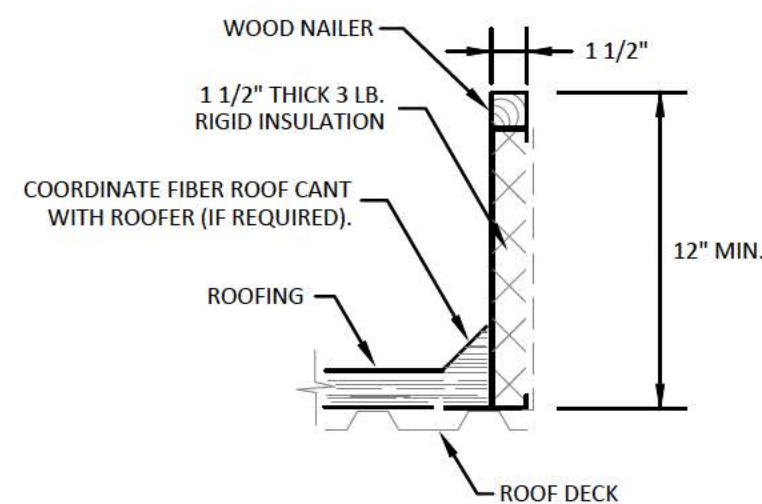 WOOD NAILER
1 1/2"
1 1/2" THICK 3 LB.
RIGID INSULATION
COORDINATE FIBER ROOF CANT
WITH ROOFER (IF REQUIRED).
12" MIN.
ROOFING
ROOF DECK